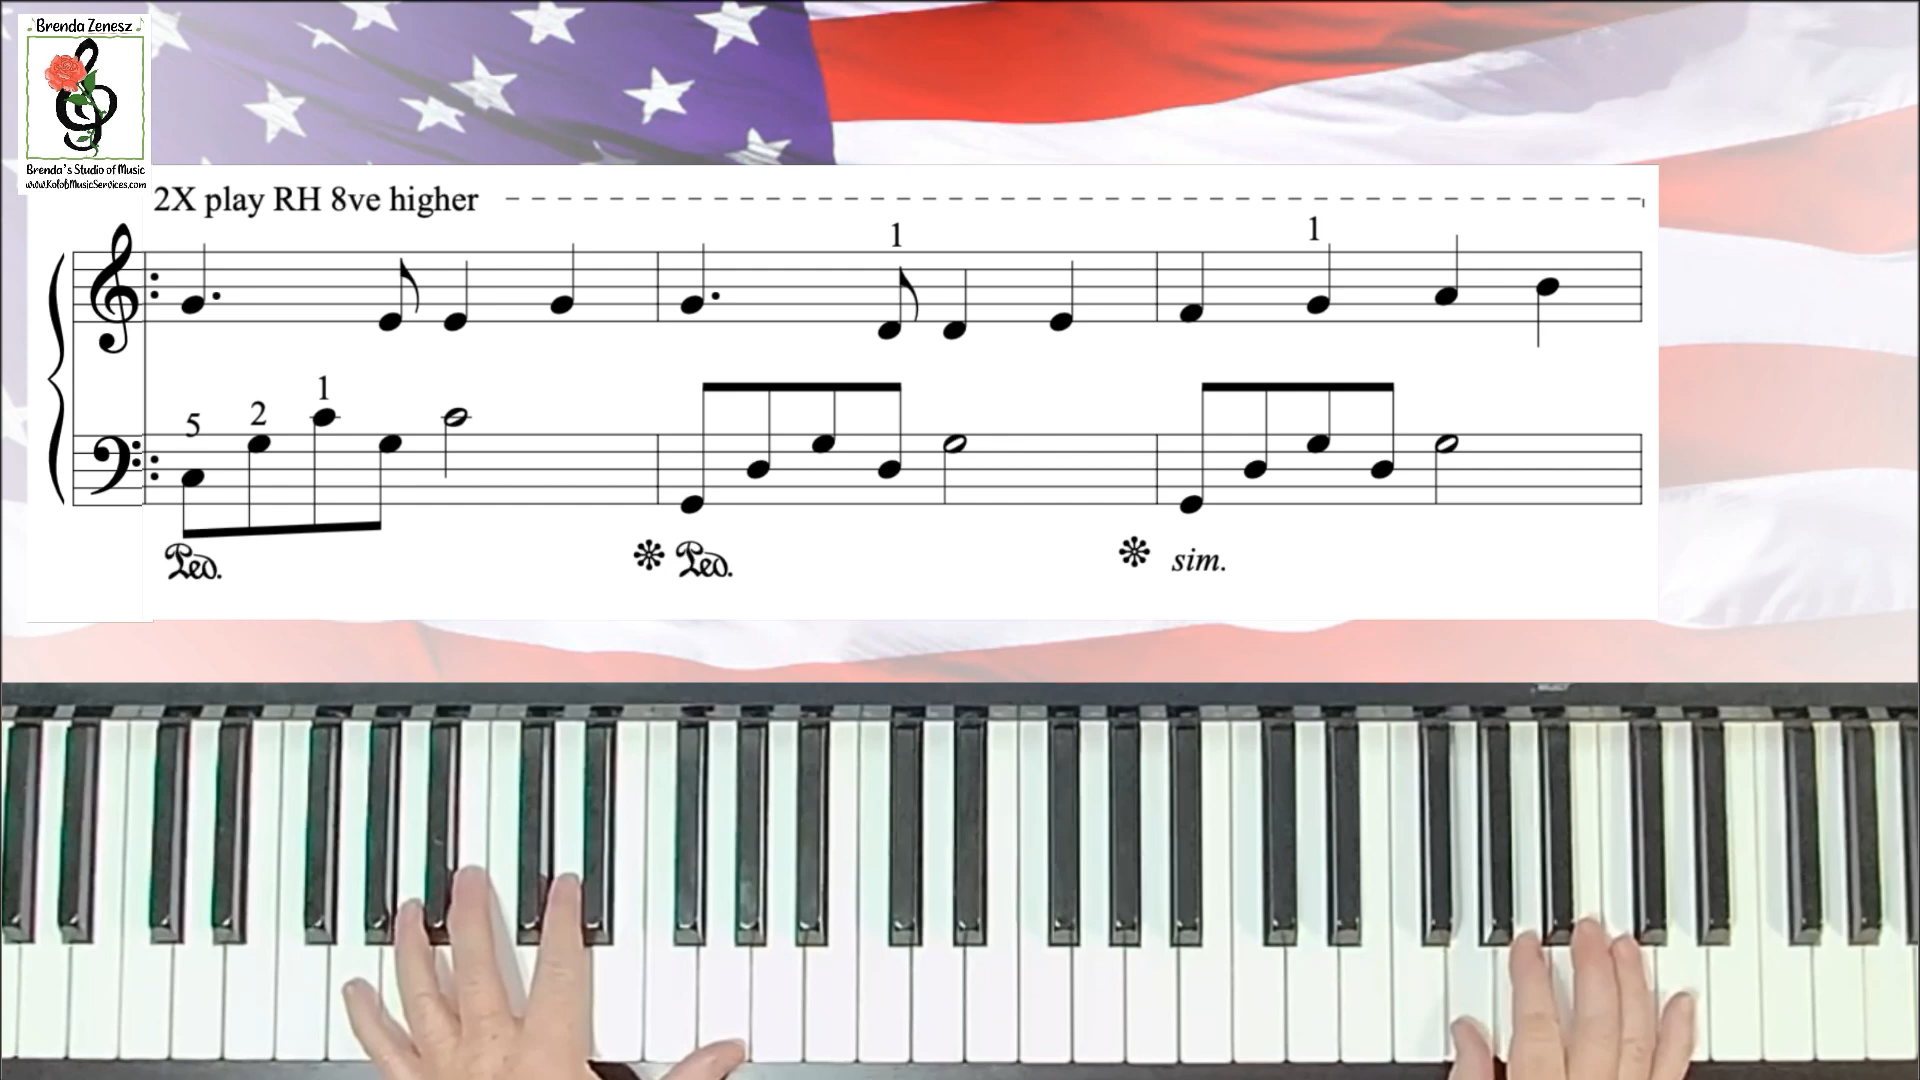 Brenda Zenesz
Brenda's Studio of Music
www.KolobMusicServices.com
2X play RH 8ve higher
1
1
5 2 1
Ped.
Ped.
sim.